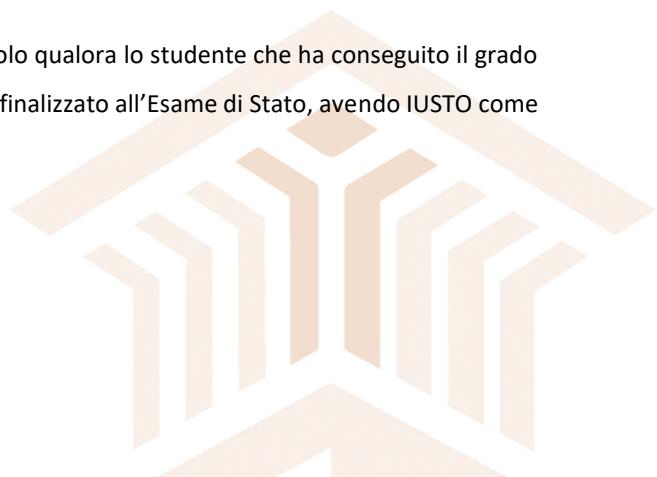 olo qualora lo studente che ha conseguito il grado
finalizzato all’Esame di Stato, avendo IUSTO come